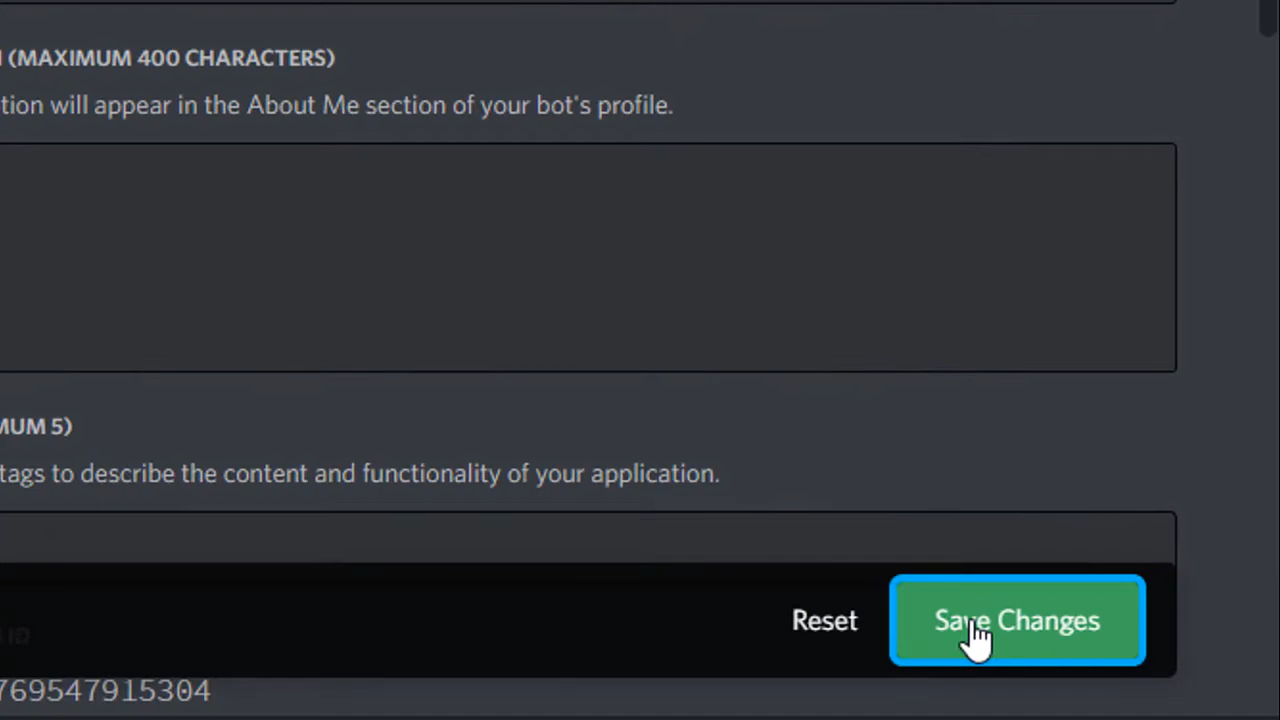 (MAXIMUM 400 CHARACTERS)
tion will appear in the About Me section of your bot's profile.
MUM 5)
tags to describe the content and functionality of your application.
Reset Save Changes
ID
769547915304